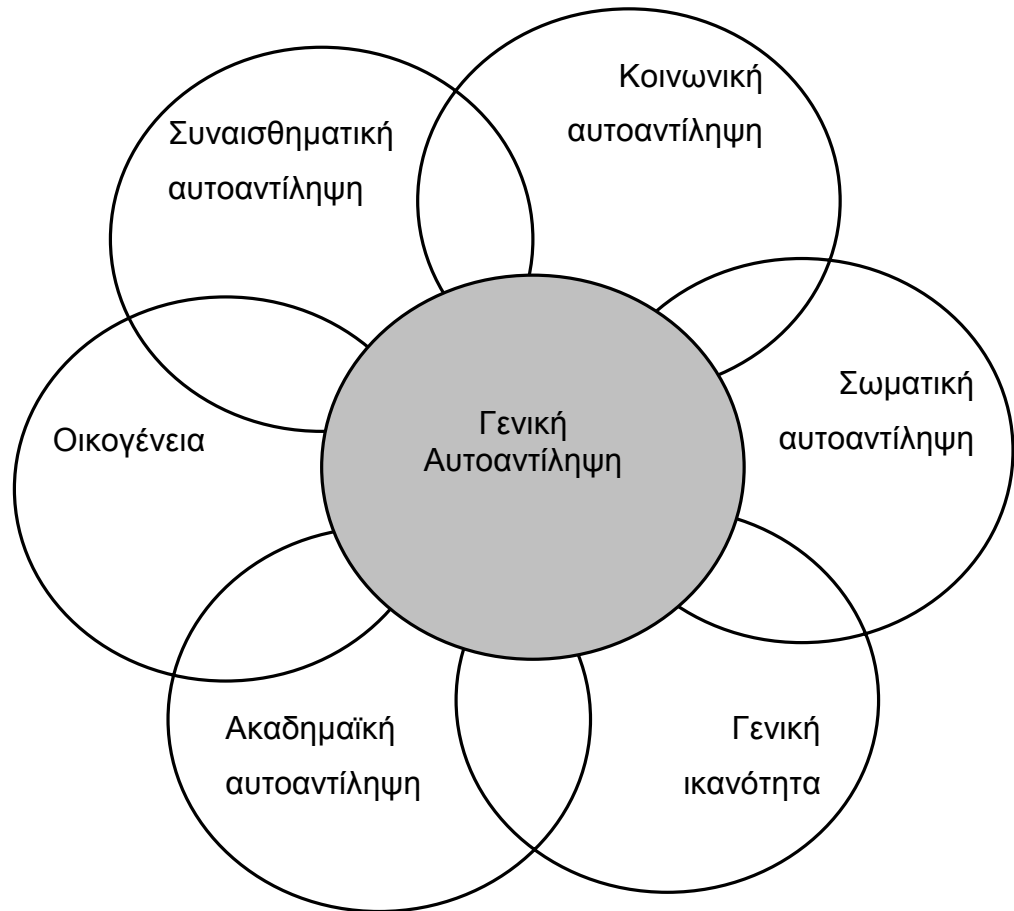 Κοινωνική
αυτοαντίληψη
Συναισθηματική
αυτοαντίληψη
Σωματική
αυτοαντίληψη
Γενική
Αυτοαντίληψη
Οικογένεια
Ακαδημαϊκή
αυτοαντίληψη
Γενική
ικανότητα